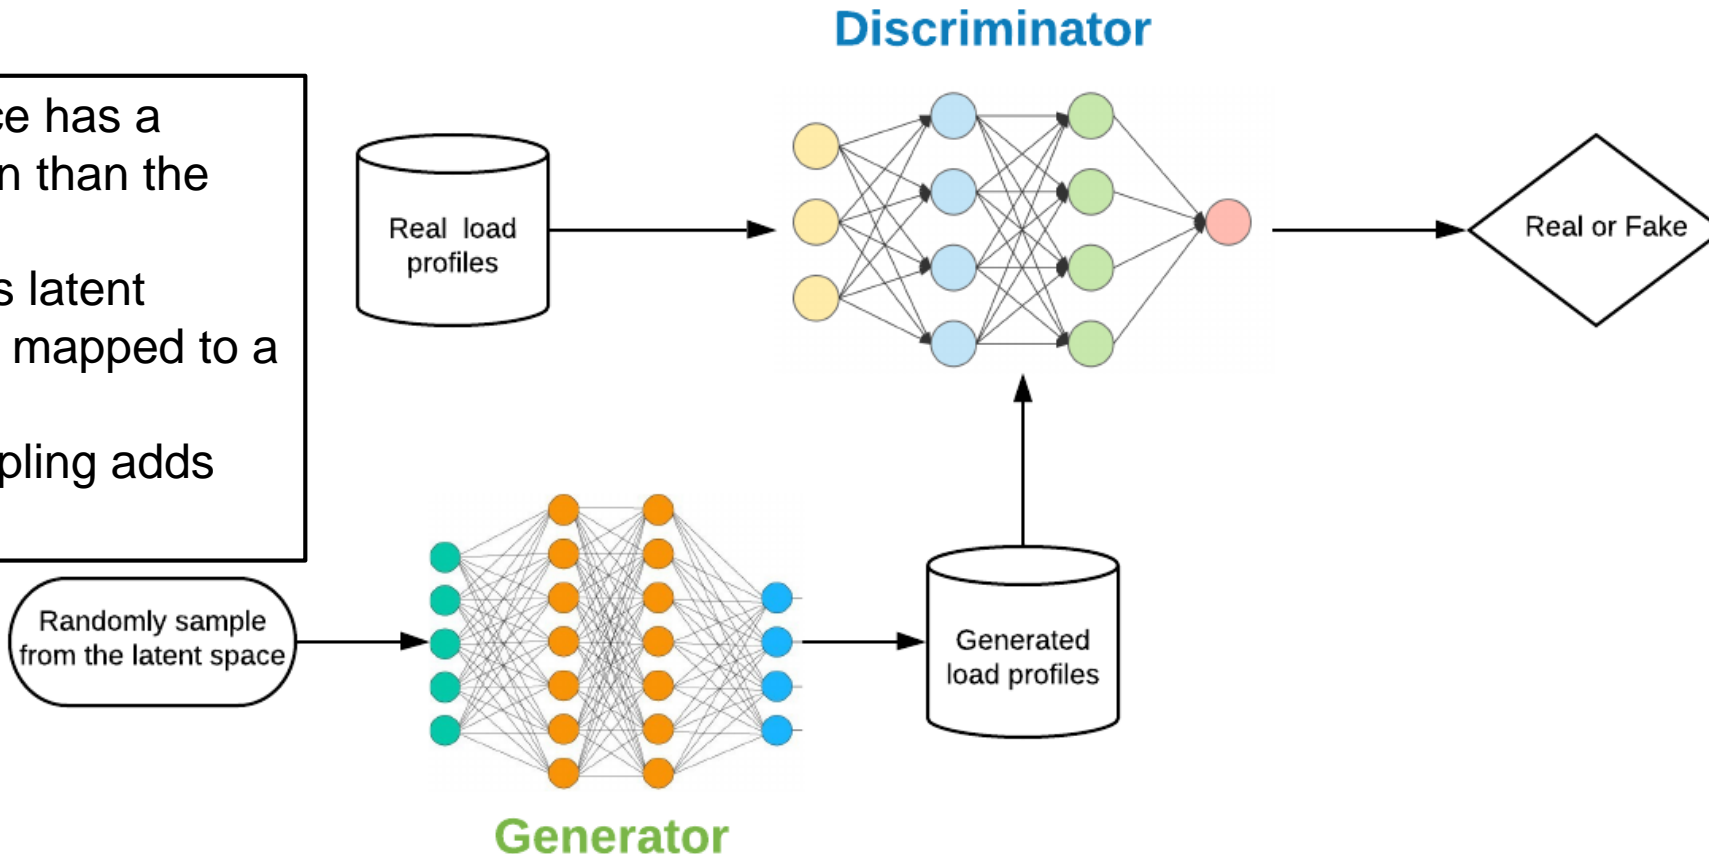 Discriminator
ce has a
n than the
s latent
mapped to a
pling adds
Real load
profiles
Real or Fake
Randomly sample
from the latent space
Generated
load profiles
Generator